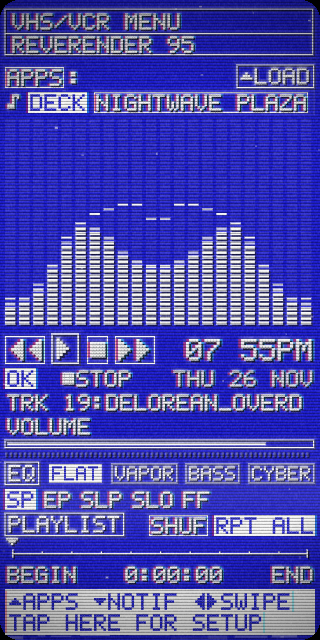 VHS/VCR MENU
REVERENDER 95
APPS: ▲LOAD
♪ DECK NIGHTWAVE PLAZA
07 55PM
OK ■STOP THU 26 NOV
TRK 19:DELOREAN_OVERD
VOLUME
EQ FLAT VAPOR BASS CYBER
SP EP SLP SLO FF
PLAYLIST SHUF RPT ALL
BEGIN 0:00:00 END
▲APPS ▼NOTIF ◀▶SWIPE
TAP HERE FOR SETUP